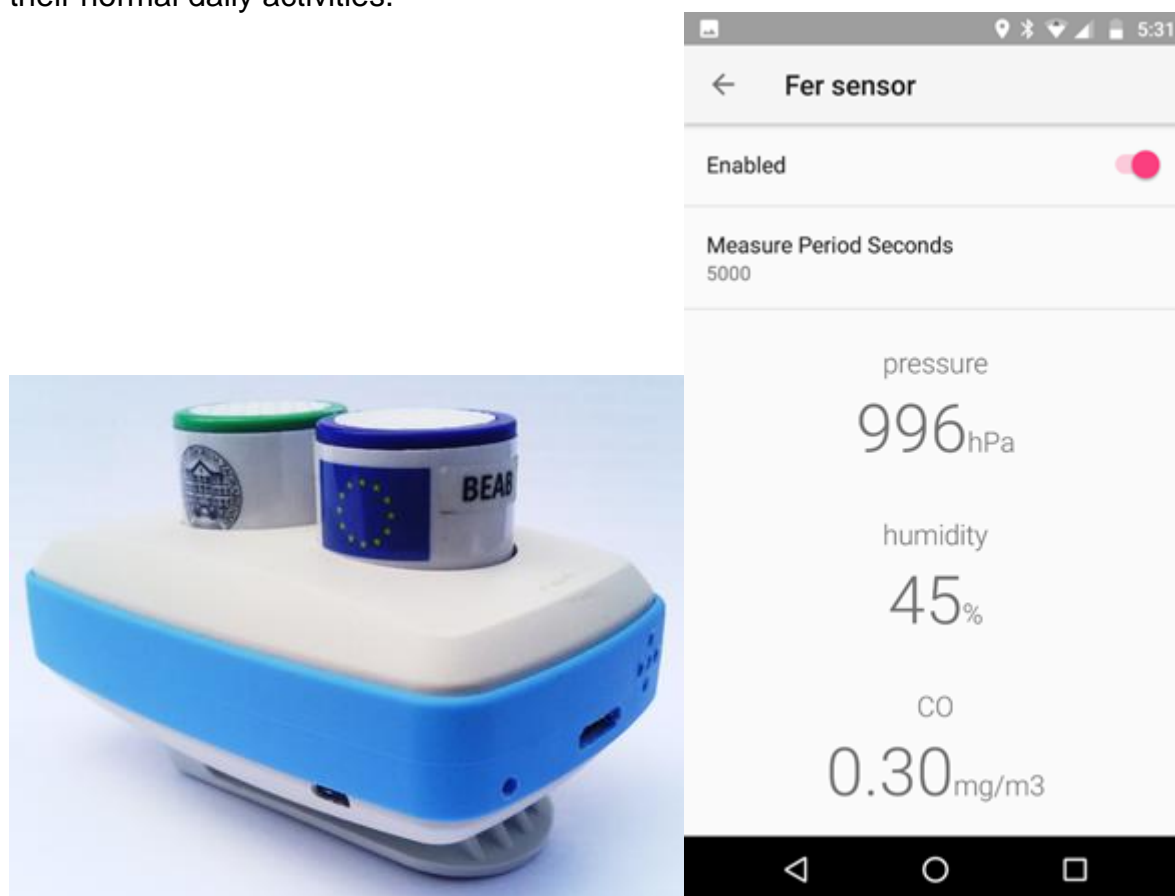 their normal daily activities.
5:31
Fer sensor
Enabled
Measure Period Seconds
5000
pressure
996hPa
humidity
45%
CO
0.30mg/m3
BEAB